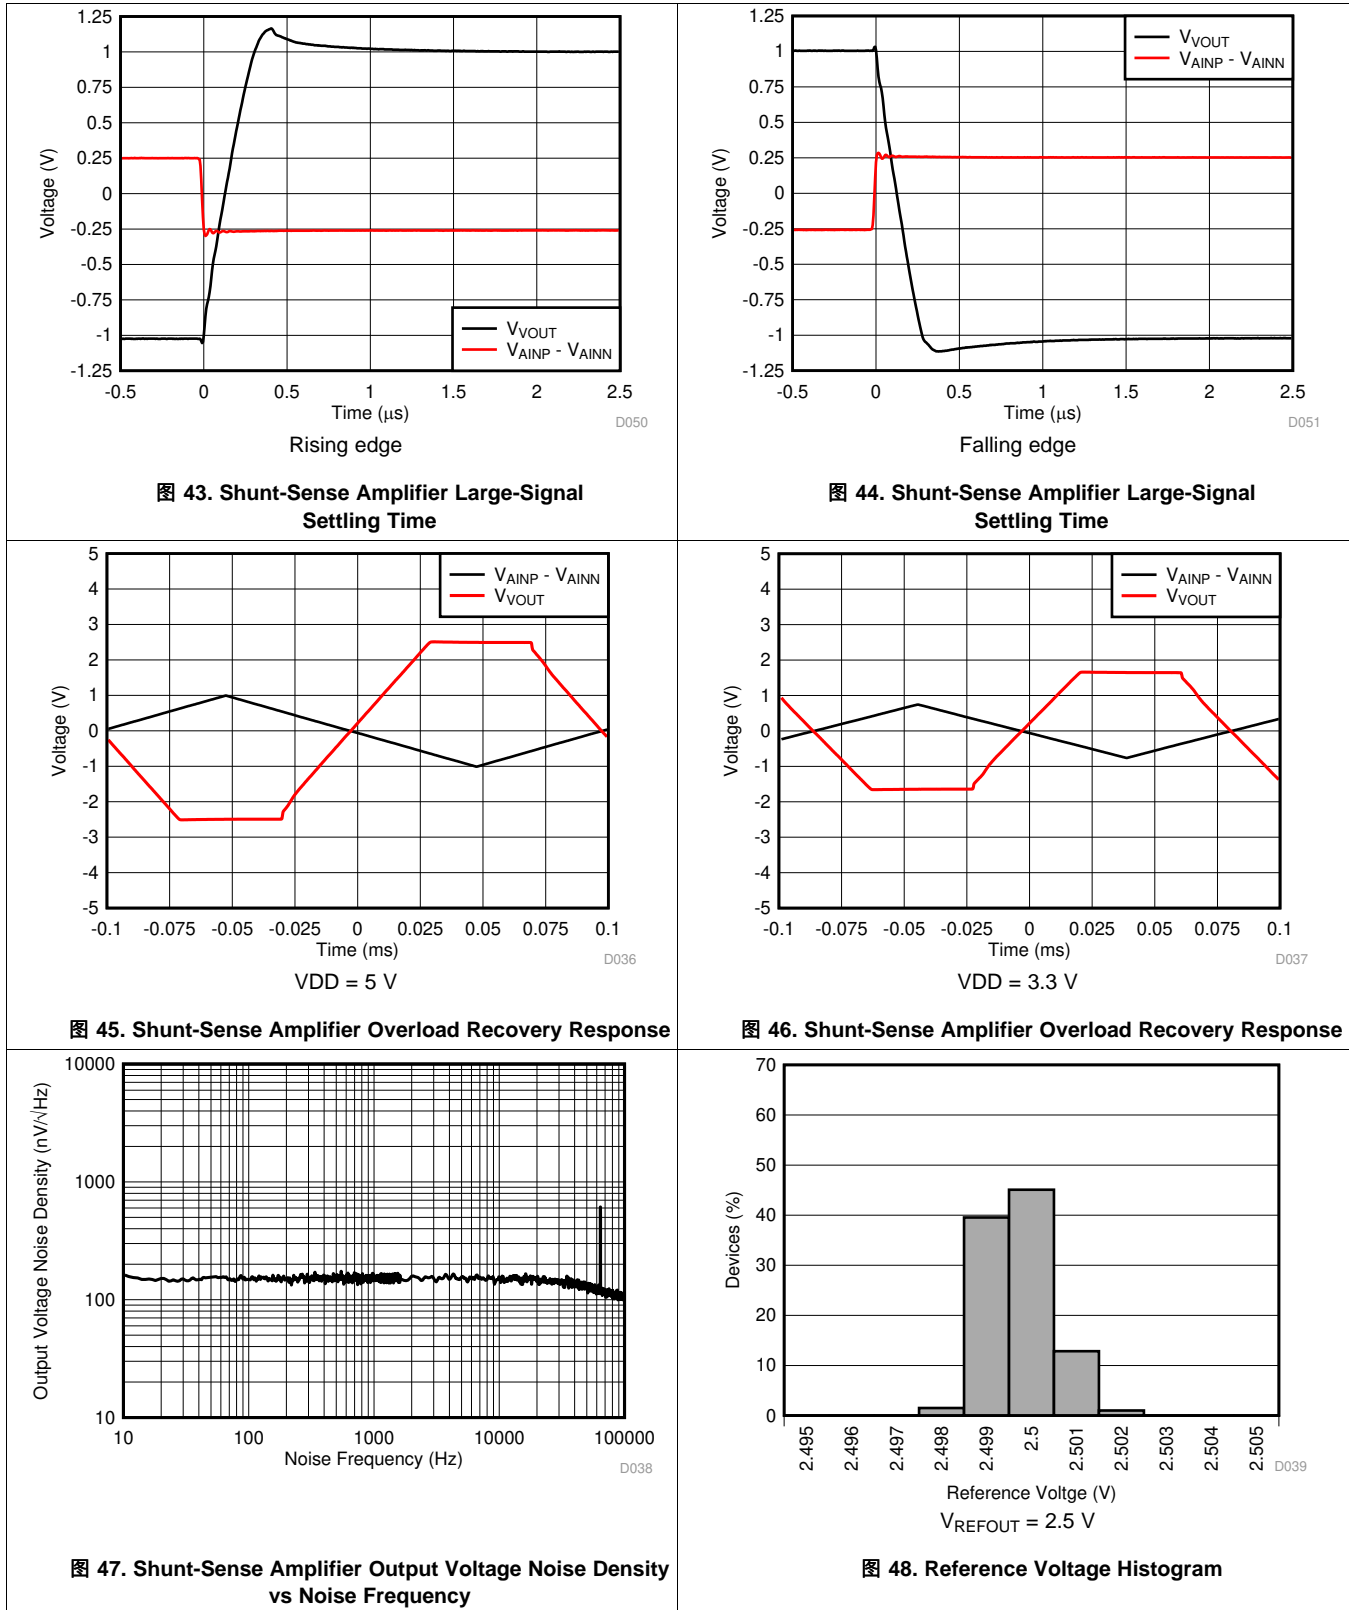 1.25
1
0.75
0.5
0.25
0
-0.25
-0.5
-0.75
-1
-1.25
Voltage (V)
V_VOUT
V_AINP - V_AINN
-0.5 0 0.5 1 1.5 2 2.5
Time (µs)
D050
Rising edge
图 43. Shunt-Sense Amplifier Large-Signal
Settling Time
1.25
1
0.75
0.5
0.25
0
-0.25
-0.5
-0.75
-1
-1.25
Voltage (V)
V_VOUT
V_AINP - V_AINN
-0.5 0 0.5 1 1.5 2 2.5
Time (µs)
D051
Falling edge
图 44. Shunt-Sense Amplifier Large-Signal
Settling Time
5
4
3
2
1
0
-1
-2
-3
-4
-5
Voltage (V)
V_AINP - V_AINN
V_VOUT
-0.1 -0.075 -0.05 -0.025 0 0.025 0.05 0.075 0.1
Time (ms)
D036
VDD = 5 V
图 45. Shunt-Sense Amplifier Overload Recovery Response
5
4
3
2
1
0
-1
-2
-3
-4
-5
Voltage (V)
V_AINP - V_AINN
V_VOUT
-0.1 -0.075 -0.05 -0.025 0 0.025 0.05 0.075 0.1
Time (ms)
D037
VDD = 3.3 V
图 46. Shunt-Sense Amplifier Overload Recovery Response
10000
1000
100
10
Output Voltage Noise Density (nV/√Hz)
10 100 1000 10000 100000
Noise Frequency (Hz)
D038
图 47. Shunt-Sense Amplifier Output Voltage Noise Density
vs Noise Frequency
70
60
50
40
30
20
10
0
Devices (%)
2.495 2.496 2.497 2.498 2.499 2.5 2.501 2.502 2.503 2.504 2.505
D039
Reference Voltge (V)
V_REFOUT = 2.5 V
图 48. Reference Voltage Histogram